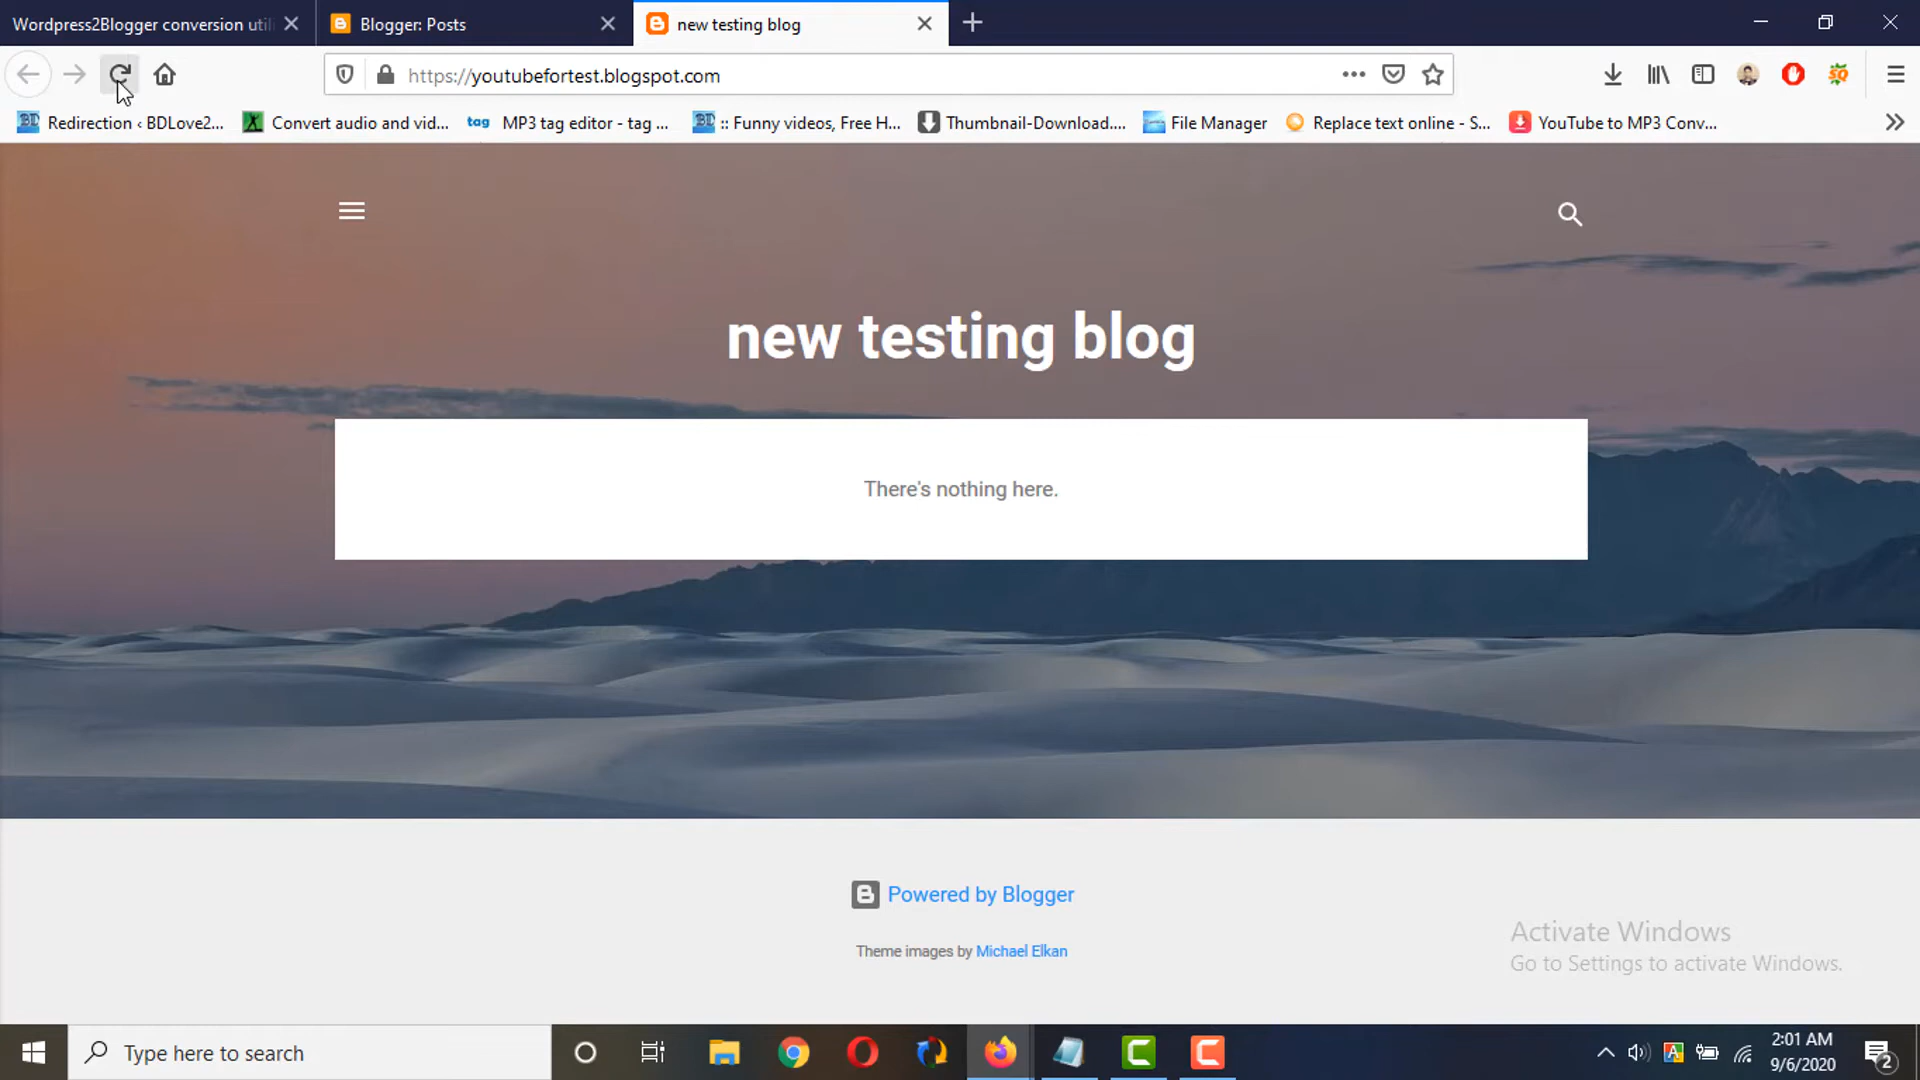 Wordpress2Blogger conversion util
Blogger: Posts
new testing blog
https://youtubefortest.blogspot.com
Redirection ‹ BDLove2...
Convert audio and vid...
tag
MP3 tag editor - tag ...
BD
:: Funny videos, Free H...
Thumbnail-Download....
File Manager
Replace text online - S...
YouTube to MP3 Conv...
new testing blog
There's nothing here.
Powered by Blogger
Theme images by Michael Elkan
Activate Windows
Go to Settings to activate Windows.
Type here to search
2:01 AM
9/6/2020
2